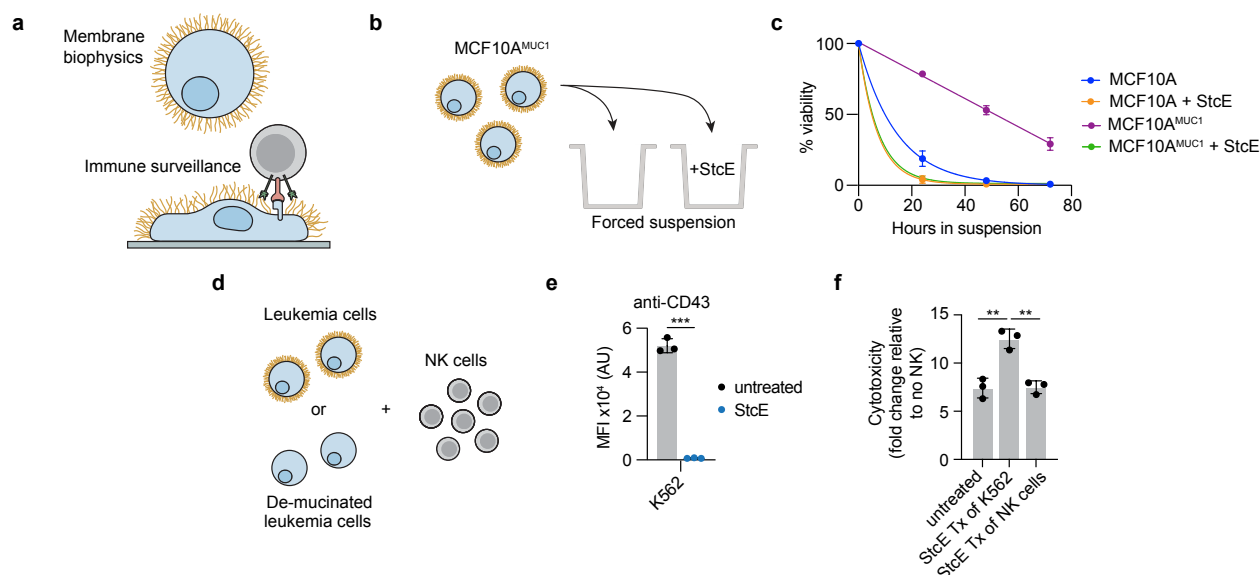 a
Membrane
biophysics
Immune surveillance
b
MCF10A^MUC1
+StcE
Forced suspension
c
% viability
100
50
0
0 20 40 60 80
Hours in suspension
MCF10A
MCF10A + StcE
MCF10A^MUC1
MCF10A^MUC1 + StcE
d
Leukemia cells
or
+
NK cells
De-mucinated
leukemia cells
e
anti-CD43
***
MFI x10⁴ (AU)
6
4
2
0
K562
untreated
StcE
f
Cytotoxicity
(fold change relative
to no NK)
15
10
5
0
** **
untreated
StcE Tx of K562
StcE Tx of NK cells